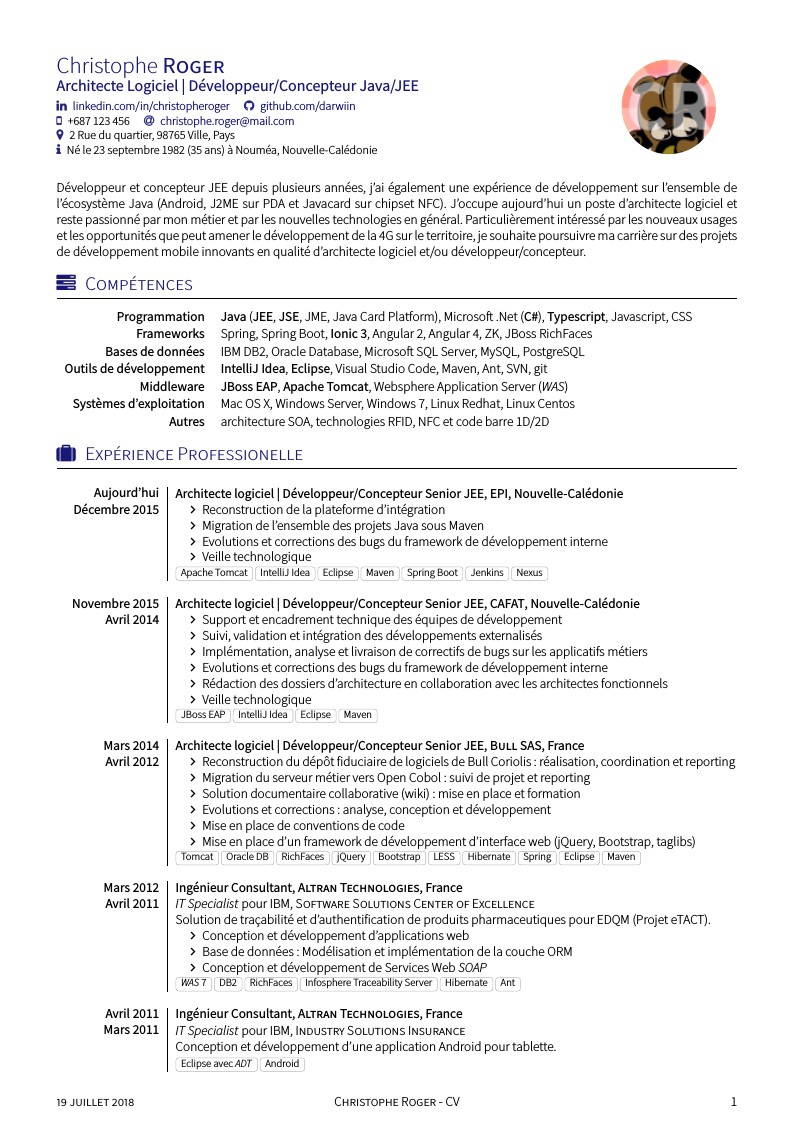 Christophe ROGER
Architecte Logiciel | Développeur/Concepteur Java/JEE
linkedin.com/in/christopheroger github.com/darwiin
+687 123 456 christophe.roger@mail.com
2 Rue du quartier, 98765 Ville, Pays
Né le 23 septembre 1982 (35 ans) à Nouméa, Nouvelle-Calédonie
CR
Développeur et concepteur JEE depuis plusieurs années, j'ai également une expérience de développement sur l'ensemble de
l'écosystème Java (Android, J2ME sur PDA et Javacard sur chipset NFC). J'occupe aujourd'hui un poste d'architecte logiciel et
reste passionné par mon métier et par les nouvelles technologies en général. Particulièrement intéressé par les nouveaux usages
et les opportunités que peut amener le développement de la 4G sur le territoire, je souhaite poursuivre ma carrière sur des projets
de développement mobile innovants en qualité d'architecte logiciel et/ou développeur/concepteur.
COMPÉTENCES
Programmation Java (JEE, JSE, JME, Java Card Platform), Microsoft .Net (C#), Typescript, Javascript, CSS
Frameworks Spring, Spring Boot, Ionic 3, Angular 2, Angular 4, ZK, JBoss RichFaces
Bases de données IBM DB2, Oracle Database, Microsoft SQL Server, MySQL, PostgreSQL
Outils de développement IntelliJ Idea, Eclipse, Visual Studio Code, Maven, Ant, SVN, git
Middleware JBoss EAP, Apache Tomcat, Websphere Application Server (WAS)
Systèmes d'exploitation Mac OS X, Windows Server, Windows 7, Linux Redhat, Linux Centos
Autres architecture SOA, technologies RFID, NFC et code barre 1D/2D
EXPÉRIENCE PROFESSIONELLE
Aujourd'hui Architecte logiciel | Développeur/Concepteur Senior JEE, EPI, Nouvelle-Calédonie
Décembre 2015 Reconstruction de la plateforme d'intégration
Migration de l'ensemble des projets Java sous Maven
Evolutions et corrections des bugs du framework de développement interne
Veille technologique
Apache Tomcat IntelliJ Idea Eclipse Maven Spring Boot Jenkins Nexus
Novembre 2015 Architecte logiciel | Développeur/Concepteur Senior JEE, CAFAT, Nouvelle-Calédonie
Avril 2014 Support et encadrement technique des équipes de développement
Suivi, validation et intégration des développements externalisés
Implémentation, analyse et livraison de correctifs de bugs sur les applicatifs métiers
Evolutions et corrections des bugs du framework de développement interne
Rédaction des dossiers d'architecture en collaboration avec les architectes fonctionnels
Veille technologique
JBoss EAP IntelliJ Idea Eclipse Maven
Mars 2014 Architecte logiciel | Développeur/Concepteur Senior JEE, BULL SAS, France
Avril 2012 Reconstruction du dépôt fiduciaire de logiciels de Bull Coriolis : réalisation, coordination et reporting
Migration du serveur métier vers Open Cobol : suivi de projet et reporting
Solution documentaire collaborative (wiki) : mise en place et formation
Evolutions et corrections : analyse, conception et développement
Mise en place de conventions de code
Mise en place d'un framework de développement d'interface web (jQuery, Bootstrap, taglibs)
Tomcat Oracle DB RichFaces jQuery Bootstrap LESS Hibernate Spring Eclipse Maven
Mars 2012 Ingénieur Consultant, ALTRAN TECHNOLOGIES, France
Avril 2011 IT Specialist pour IBM, SOFTWARE SOLUTIONS CENTER OF EXCELLENCE
Solution de traçabilité et d'authentification de produits pharmaceutiques pour EDQM (Projet eTACT).
Conception et développement d'applications web
Base de données : Modélisation et implémentation de la couche ORM
Conception et développement de Services Web SOAP
WAS 7 DB2 RichFaces Infosphere Traceability Server Hibernate Ant
Avril 2011 Ingénieur Consultant, ALTRAN TECHNOLOGIES, France
Mars 2011 IT Specialist pour IBM, INDUSTRY SOLUTIONS INSURANCE
Conception et développement d'une application Android pour tablette.
Eclipse avec ADT Android
19 JUILLET 2018 CHRISTOPHE ROGER - CV 1